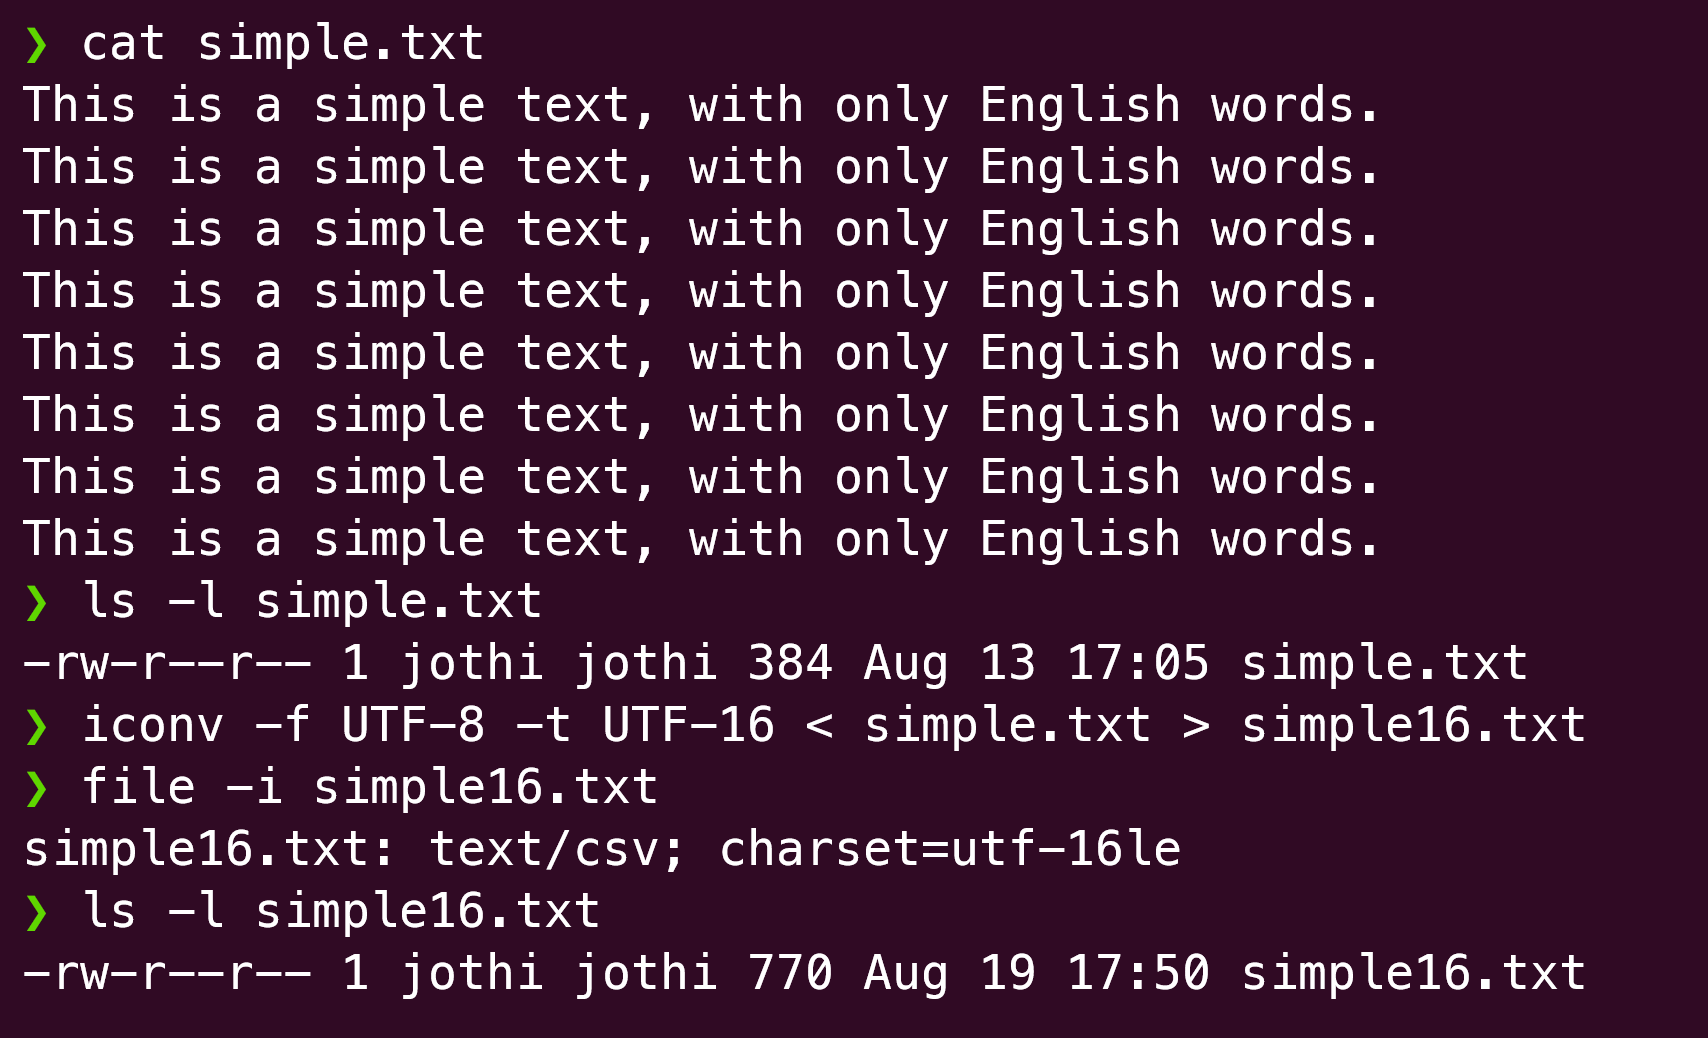 ❯ cat simple.txt
This is a simple text, with only English words.
This is a simple text, with only English words.
This is a simple text, with only English words.
This is a simple text, with only English words.
This is a simple text, with only English words.
This is a simple text, with only English words.
This is a simple text, with only English words.
This is a simple text, with only English words.
❯ ls -l simple.txt
-rw-r--r-- 1 jothi jothi 384 Aug 13 17:05 simple.txt
❯ iconv -f UTF-8 -t UTF-16 < simple.txt > simple16.txt
❯ file -i simple16.txt
simple16.txt: text/csv; charset=utf-16le
❯ ls -l simple16.txt
-rw-r--r-- 1 jothi jothi 770 Aug 19 17:50 simple16.txt